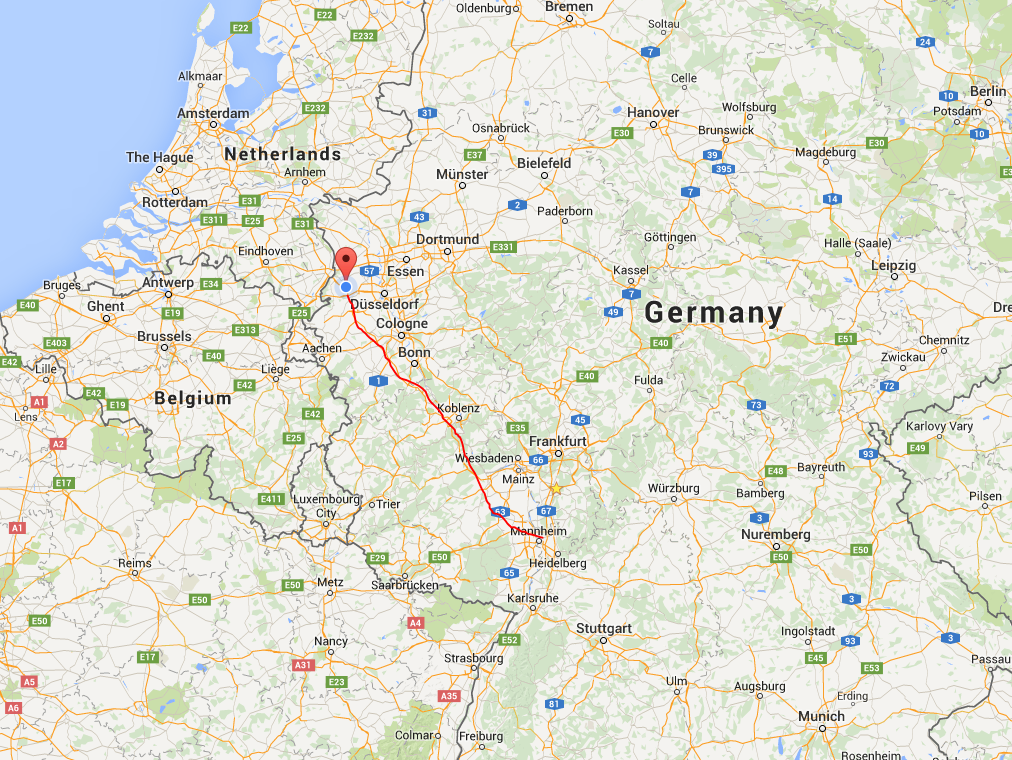 Oldenburg
Bremen
E22
E22
E232
Soltau
7
24
Alkmaar
Celle
Berlin
10
Amsterdam
E232
31
Hanover
Wolfsburg
Potsdam
Osnabrück
E30
Brunswick
10
The Hague
Netherlands
E37
Bielefeld
39
Magdeburg
E30
395
Arnhem
Münster
7
14
Rotterdam
E31
2
Paderborn
E311
E25
E31
43
Dortmund
E331
Göttingen
Halle (Saale)
Eindhoven
57
Essen
Kassel
Leipzig
Bruges
Antwerp
E34
7
E40
Ghent
E19
E25
Düsseldorf
49
Germany
Dre
E313
Cologne
Brussels
E403
E40
Aachen
Bonn
E40
E51
Chemnitz
Zwickau
E42
Lille
Liège
1
E40
Fulda
72
E42
E42
A1
E19
Belgium
E42
Koblenz
73
Lens
E35
45
Karlovy Vary
A2
E25
Frankfurt
E49
Wiesbaden
66
93
E17
Mainz
E48
Bayreuth
E411
Luxembourg
City
Trier
Würzburg
Bamberg
Pilsen
63
67
3
A1
Mannheim
Nuremberg
E50
E29
E50
Heidelberg
E50
Reims
65
Metz
Saarbrücken
E50
E50
Karlsruhe
3
E50
A4
Stuttgart
Ingolstadt
Nancy
E52
93
3
E17
A31
Strasbourg
E45
E53
Passau
A5
E23
Ulm
Augsburg
A6
A35
81
Erding
Munich
Colmar
Freiburg
Rosenheim